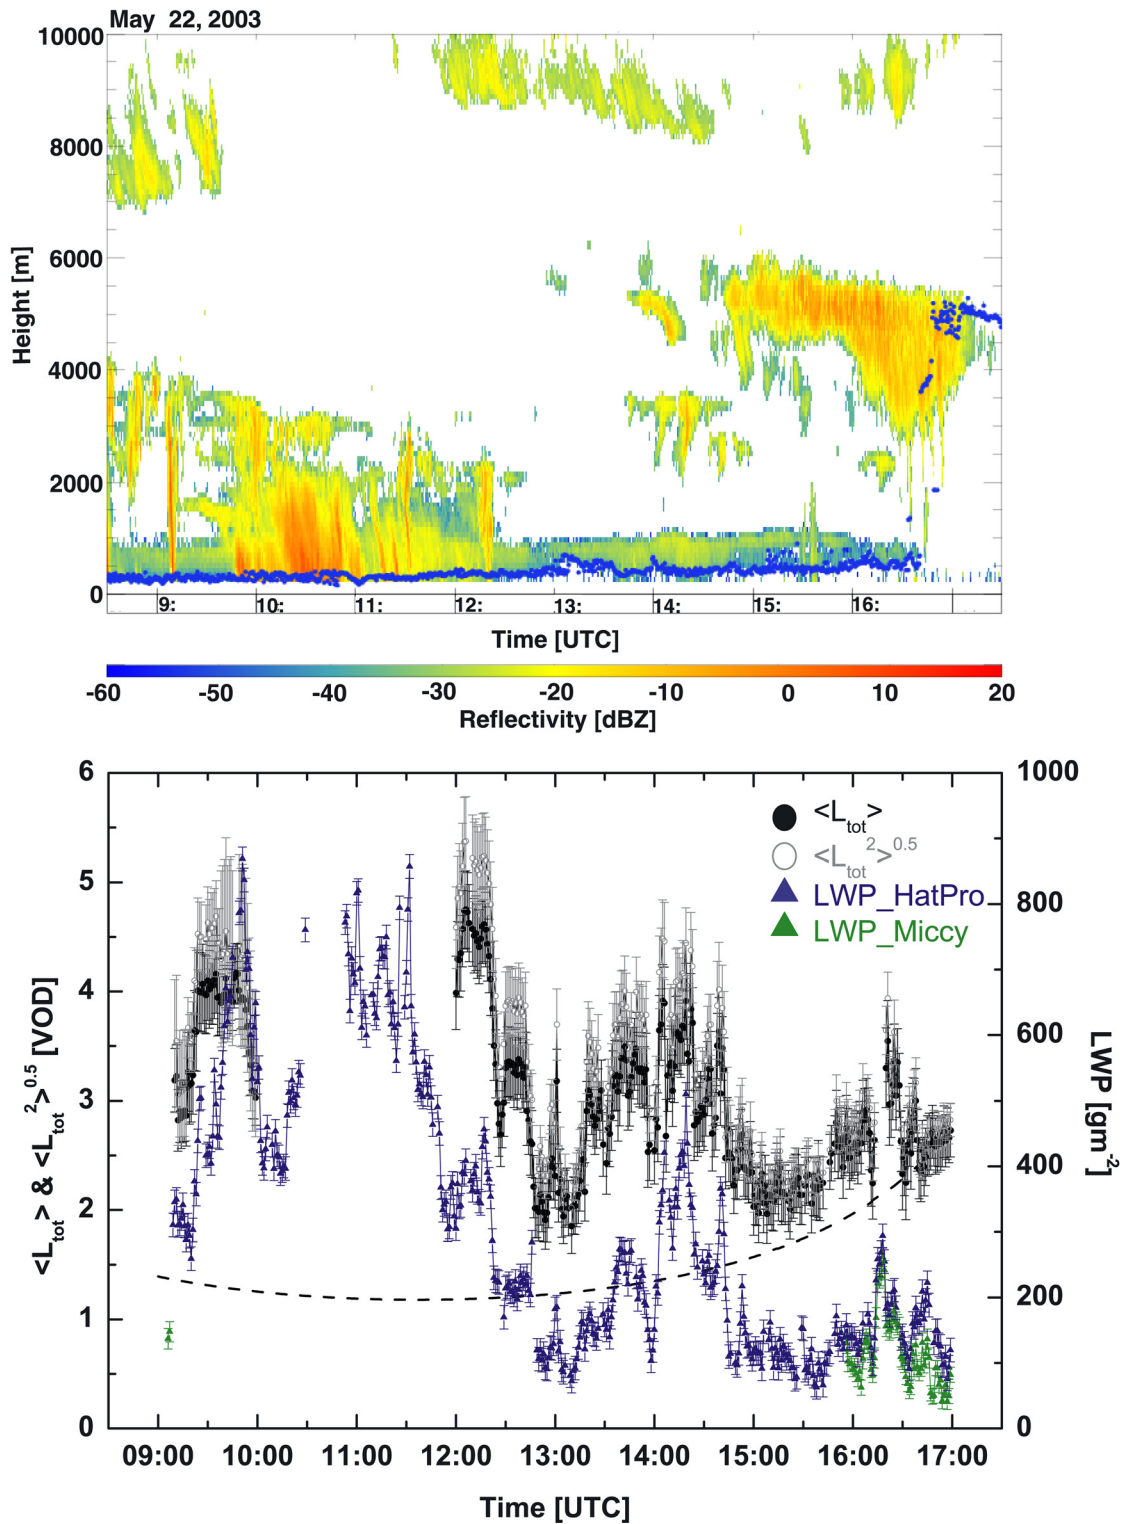 May 22, 2003
10000
8000
6000
4000
2000
0
Height [m]
9: 10: 11: 12: 13: 14: 15: 16:
Time [UTC]
-60 -50 -40 -30 -20 -10 0 10 20
Reflectivity [dBZ]
6
5
4
3
2
1
0
<L_tot> & <L_tot^2>^0.5 [VOD]
1000
800
600
400
200
0
LWP [gm^-2]
<L_tot>
<L_tot^2>^0.5
LWP_HatPro
LWP_Miccy
09:00 10:00 11:00 12:00 13:00 14:00 15:00 16:00 17:00
Time [UTC]